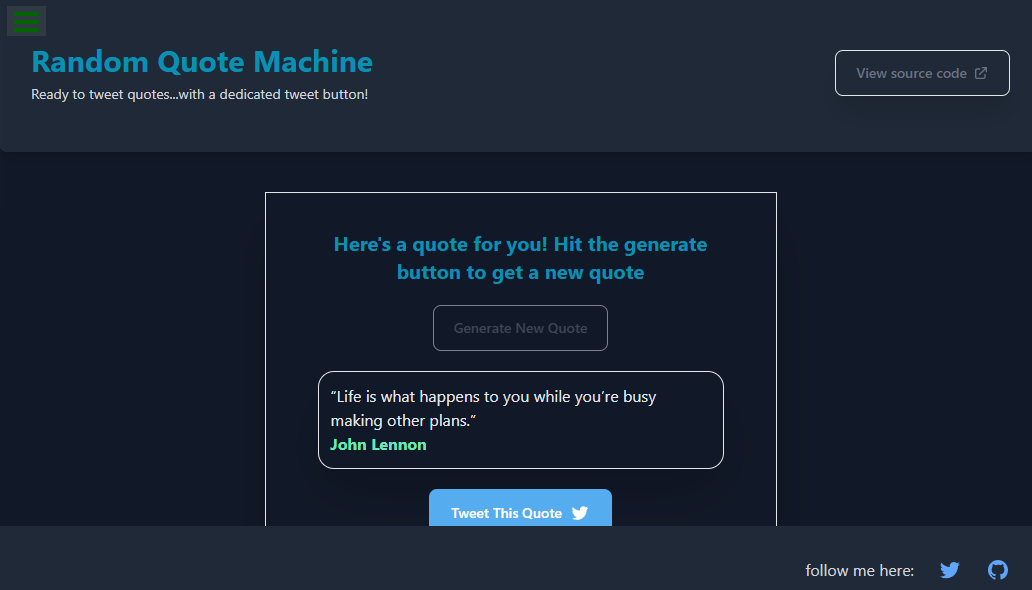 Random Quote Machine
Ready to tweet quotes...with a dedicated tweet button!
View source code
Here's a quote for you! Hit the generate
button to get a new quote
Generate New Quote
“Life is what happens to you while you’re busy
making other plans.”
John Lennon
Tweet This Quote
follow me here: